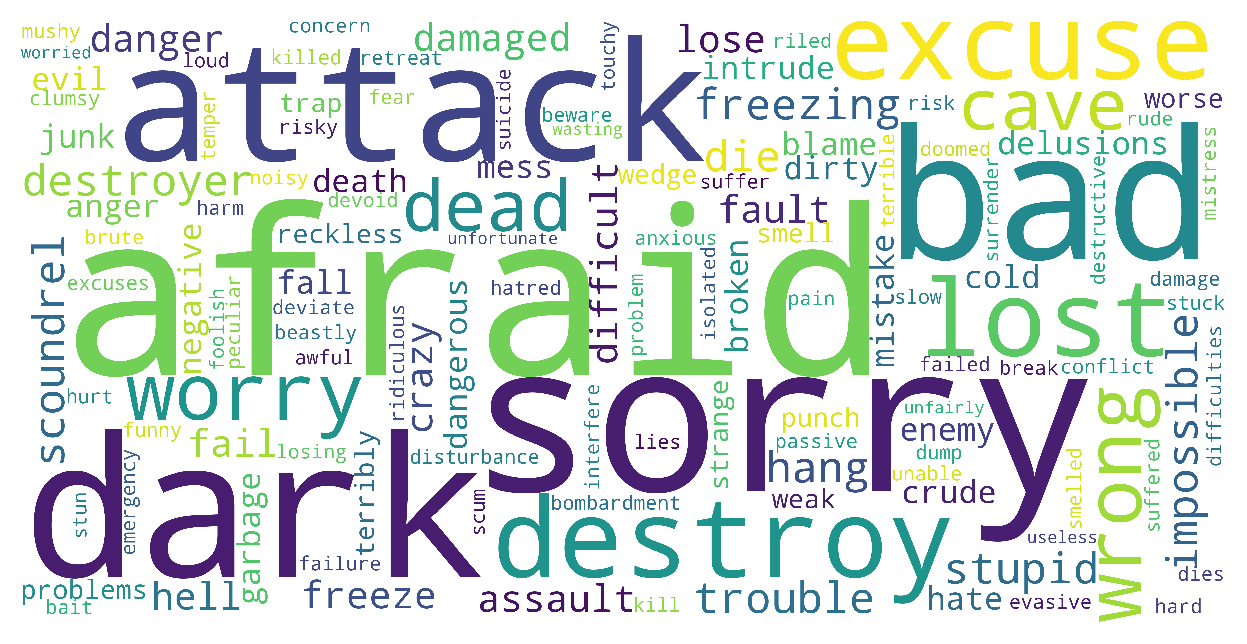 mushy
worried
danger
concern
loud
killed
retreat
damaged
touchy
lose
riled
intrude
excuse
evil
clumsy
junk
temper
attack
trap
risky
fear
suicide
beware
wasting
freezing
risk
cave
worse
rude
destroyer
noisy
death
mess
wedge
suffer
die
blame
dirty
terrible
doomed
bad
delusions
surrender
destructive
mistress
anger
harm
devoid
dead
difficult
fault
brute
reckless
unfortunate
anxious
smell
excuses
negative
foolish
peculiar
afraid
fall
deviate
beastly
awful
hatred
problem
isolated
broken
pain
mistake
slow
cold
damage
stuck
lost
scoundrel
hurt
worry
ridiculous
crazy
dangerous
sorry
failed
break
conflict
difficulties
impossible
funny
fail
losing
disturbance
interfere
lies
strange
punch
passive
unfairly
enemy
dump
wrong
suffered
dark
stun
emergency
garbage
terribly
failure
scum
bombardment
hang
weak
unable
crude
smelled
useless
destroy
problems
bait
hell
freeze
assault
kill
trouble
stupid
hate
evasive
dies
hard